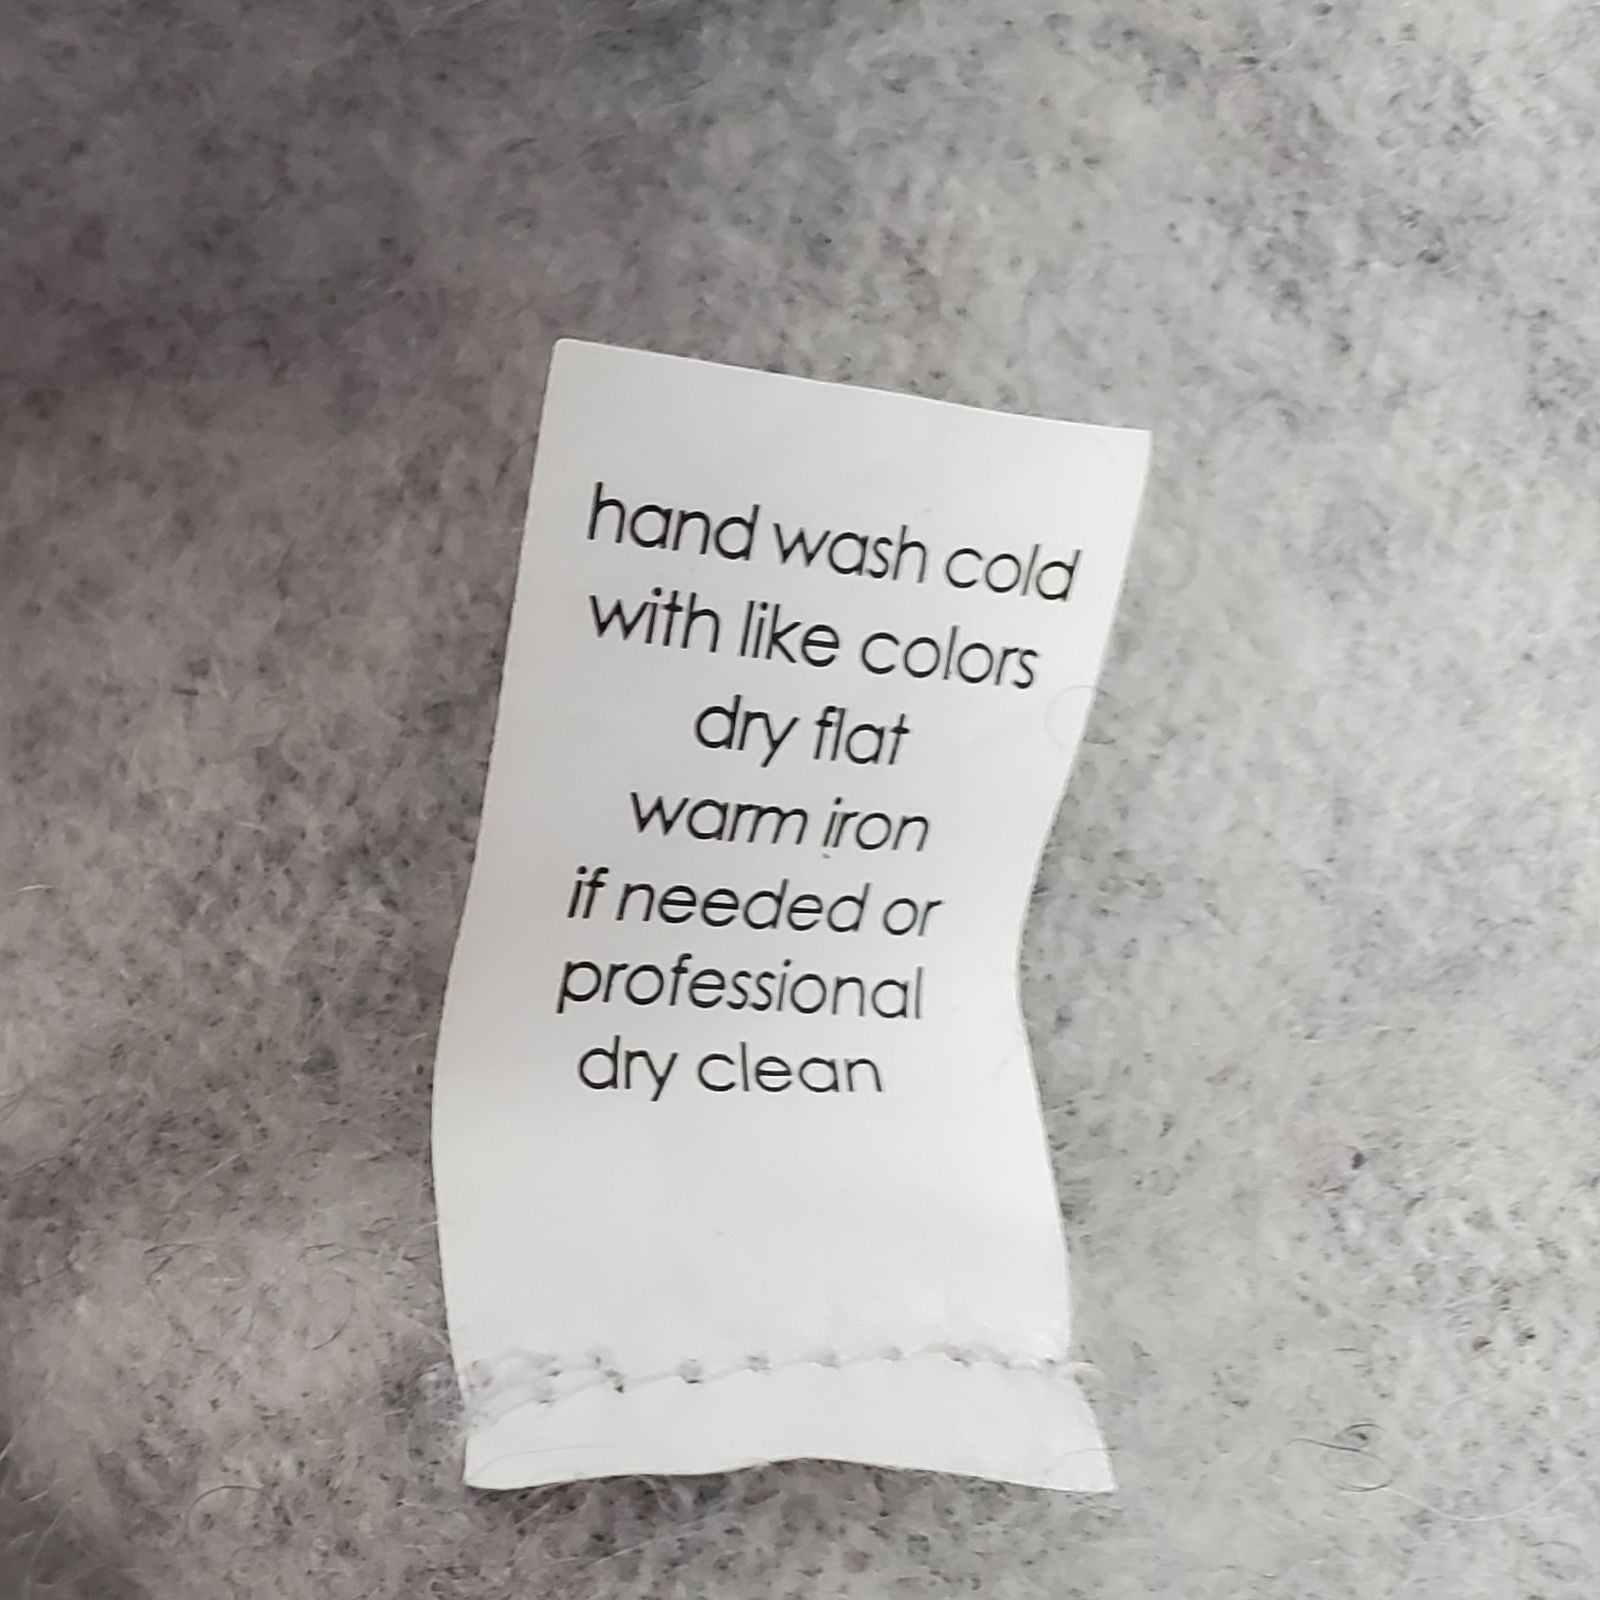 hand wash cold
with like colors
dry flat
warm iron
if needed or
professional
dry clean